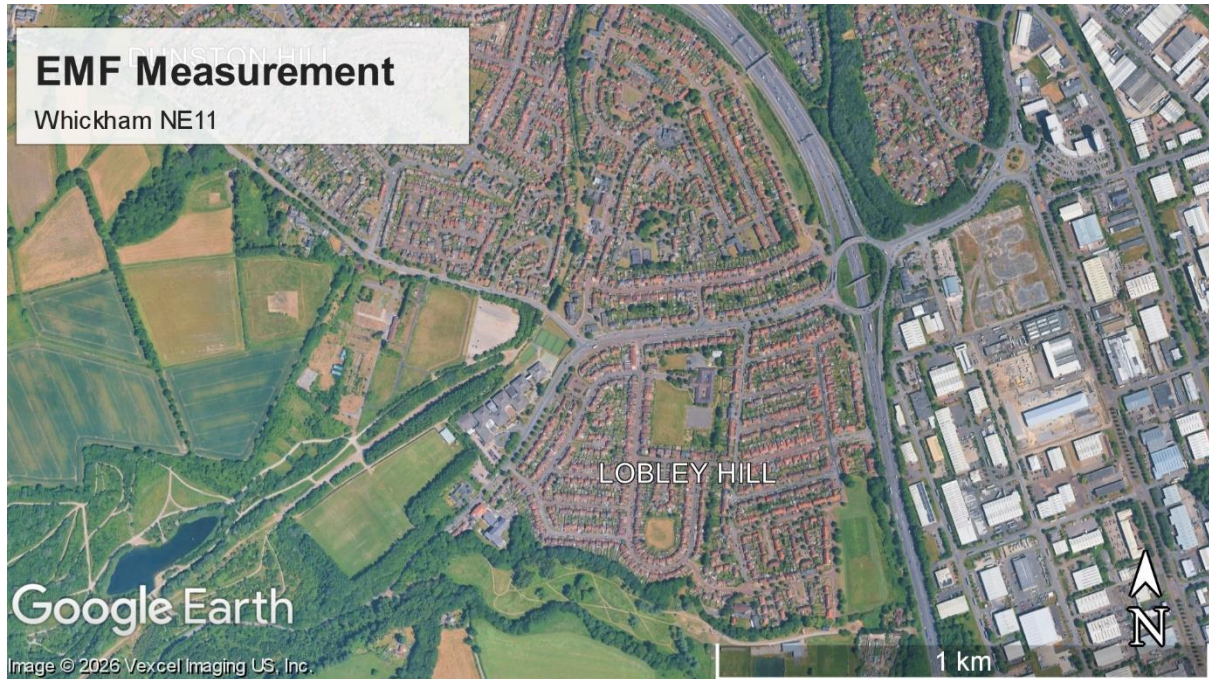 DUNSTON HILL
EMF Measurement
Whickham NE11
LOBLEY HILL
Google Earth
N
Image © 2026 Vexcel Imaging US, Inc.
1 km